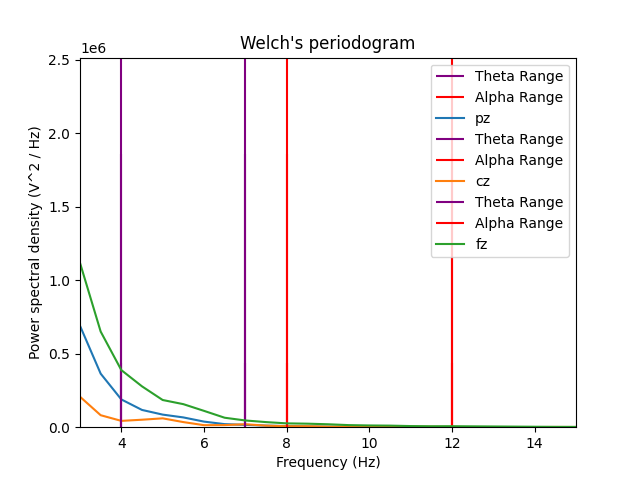 Welch's periodogram
1e6
Power spectral density (V^2 / Hz)
2.5
2.0
1.5
1.0
0.5
0.0
Theta Range
Alpha Range
pz
Theta Range
Alpha Range
cz
Theta Range
Alpha Range
fz
4 6 8 10 12 14
Frequency (Hz)